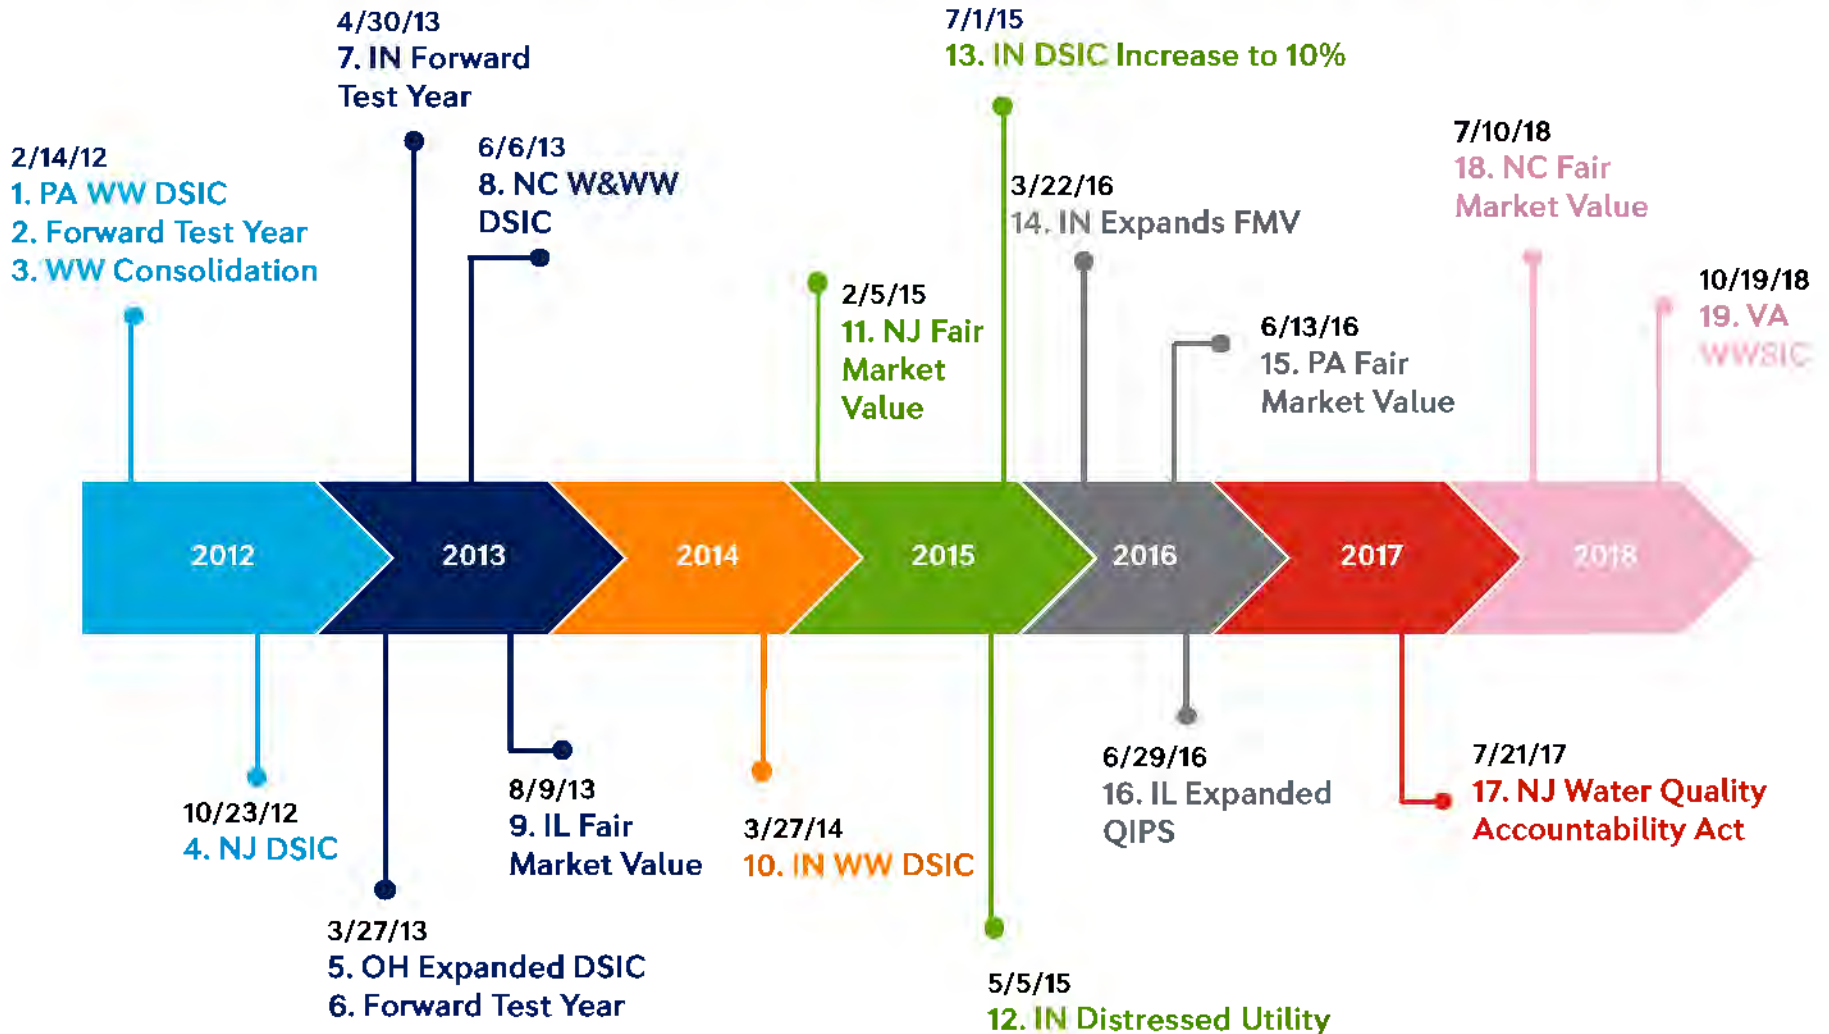 4/30/13
7. IN Forward
Test Year
7/1/15
13. IN DSIC Increase to 10%
2/14/12
1. PA WW DSIC
2. Forward Test Year
3. WW Consolidation
6/6/13
8. NC W&WW
DSIC
3/22/16
14. IN Expands FMV
7/10/18
18. NC Fair
Market Value
2/5/15
11. NJ Fair
Market
Value
6/13/16
15. PA Fair
Market Value
10/19/18
19. VA
WWSIC
2012
2013
2014
2015
2016
2017
2018
10/23/12
4. NJ DSIC
3/27/13
5. OH Expanded DSIC
6. Forward Test Year
8/9/13
9. IL Fair
Market Value
3/27/14
10. IN WW DSIC
5/5/15
12. IN Distressed Utility
6/29/16
16. IL Expanded
QIPS
7/21/17
17. NJ Water Quality
Accountability Act